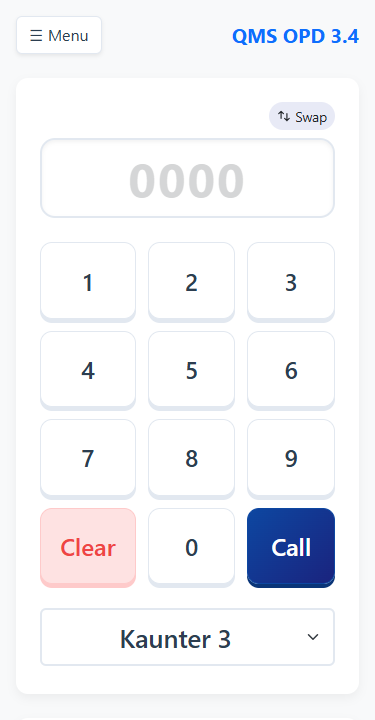 ☰ Menu
QMS OPD 3.4
Swap
0000
1 2 3
4 5 6
7 8 9
Clear 0 Call
Kaunter 3